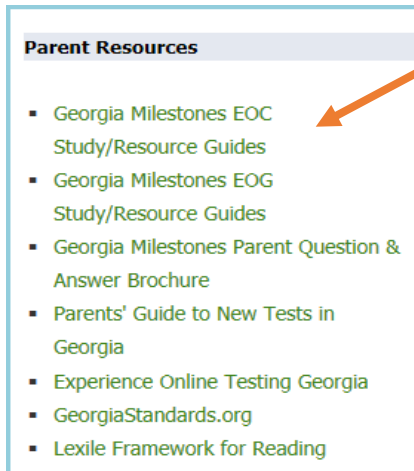 Parent Resources
Georgia Milestones EOC
Study/Resource Guides
Georgia Milestones EOG
Study/Resource Guides
Georgia Milestones Parent Question &
Answer Brochure
Parents' Guide to New Tests in
Georgia
Experience Online Testing Georgia
GeorgiaStandards.org
Lexile Framework for Reading